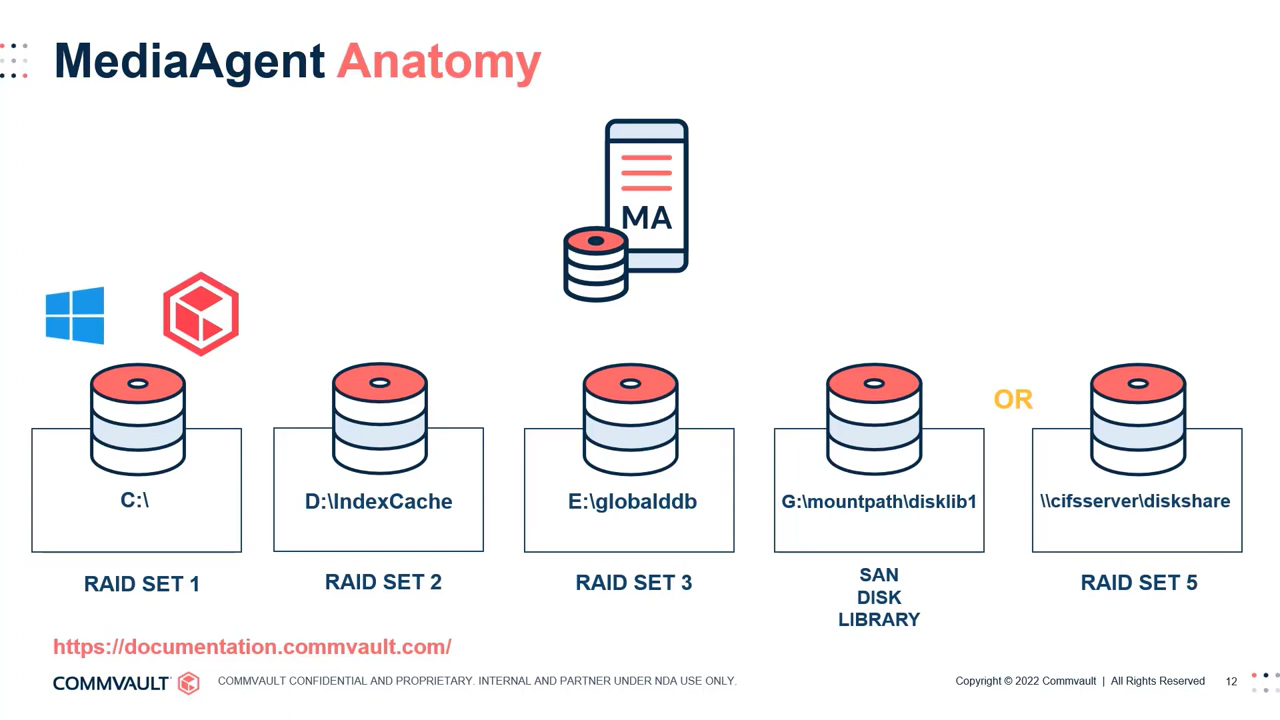 MediaAgent Anatomy
MA
OR
C:\
D:\IndexCache
E:\globalddb
G:\mountpath\disklib1
\\cifsserver\diskshare
RAID SET 1
RAID SET 2
RAID SET 3
SAN
DISK
LIBRARY
RAID SET 5
https://documentation.commvault.com/
COMMVAULT
COMMVAULT CONFIDENTIAL AND PROPRIETARY. INTERNAL AND PARTNER UNDER NDA USE ONLY.
Copyright © 2022 Commvault | All Rights Reserved
12